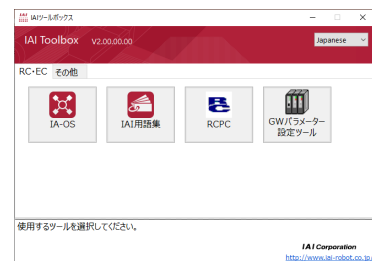 IAIツールボックス
IAI Toolbox V2.00.00.00
Japanese
RC・EC その他
IA-OS
IAI用語集
RCPC
GWパラメーター
設定ツール
使用するツールを選択してください。
IAI Corporation
http://www.iai-robot.co.jp/